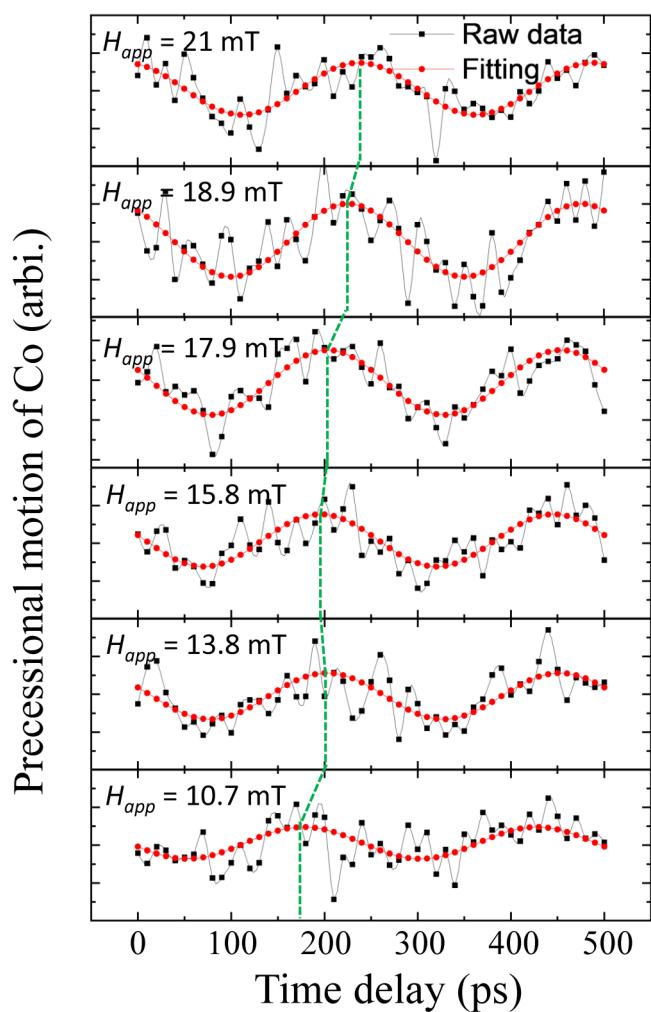 H_app = 21 mT
Raw data
Fitting
H_app = 18.9 mT
H_app = 17.9 mT
H_app = 15.8 mT
H_app = 13.8 mT
H_app = 10.7 mT
Precessional motion of Co (arbi.)
0 100 200 300 400 500
Time delay (ps)